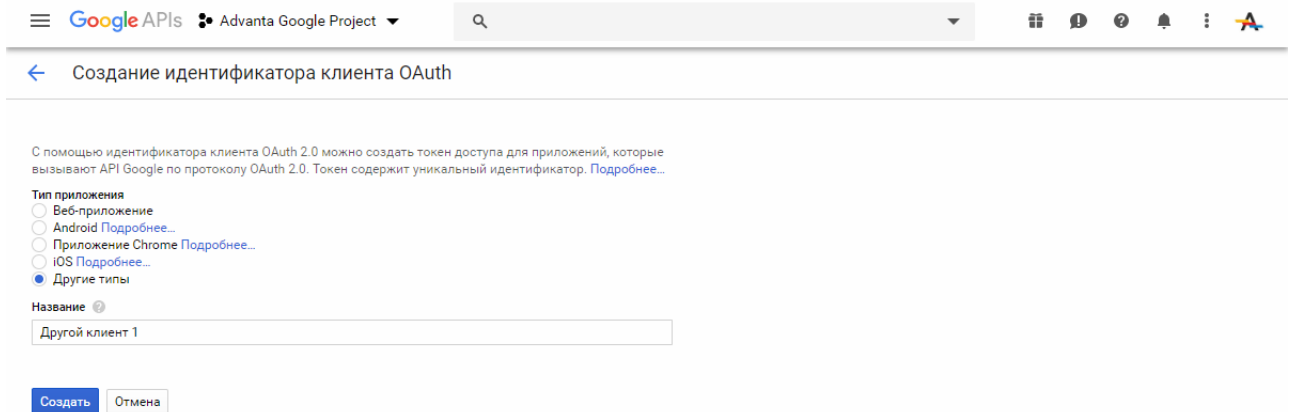 Google APIs Advanta Google Project
Создание идентификатора клиента OAuth
С помощью идентификатора клиента OAuth 2.0 можно создать токен доступа для приложений, которые
вызывают API Google по протоколу OAuth 2.0. Токен содержит уникальный идентификатор. Подробнее...
Тип приложения
Веб-приложение
Android Подробнее...
Приложение Chrome Подробнее...
iOS Подробнее...
Другие типы
Название
Другой клиент 1
Создать Отмена